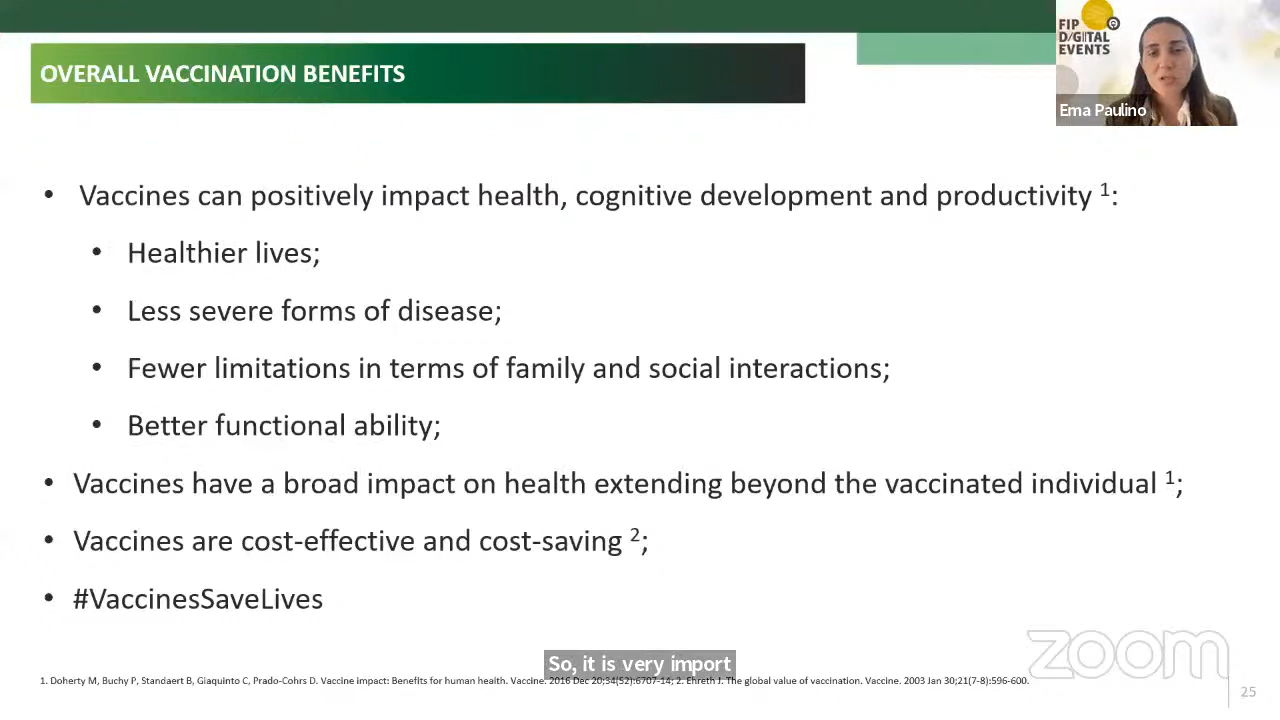 OVERALL VACCINATION BENEFITS
FIP
DIGITAL
EVENTS
Ema Paulino
• Vaccines can positively impact health, cognitive development and productivity ¹:
• Healthier lives;
• Less severe forms of disease;
• Fewer limitations in terms of family and social interactions;
• Better functional ability;
• Vaccines have a broad impact on health extending beyond the vaccinated individual ¹;
• Vaccines are cost-effective and cost-saving ²;
• #VaccinesSaveLives
zoom
So, it is very import
1. Doherty M, Buchy P, Standaert B, Giaquinto C, Prado-Cohrs D. Vaccine impact: Benefits for human health. Vaccine. 2016 Dec 20;34(52):6707-14; 2. Ehreth J. The global value of vaccination. Vaccine. 2003 Jan 30;21(7-8):596-600.
25